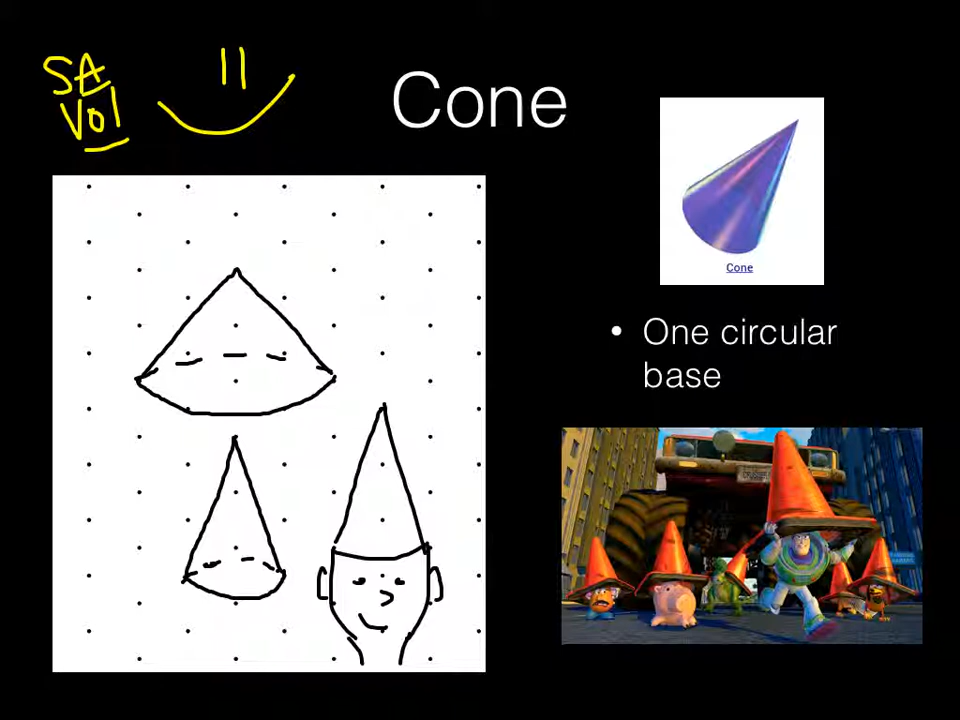 SA
Vol
Cone
Cone
• One circular
base